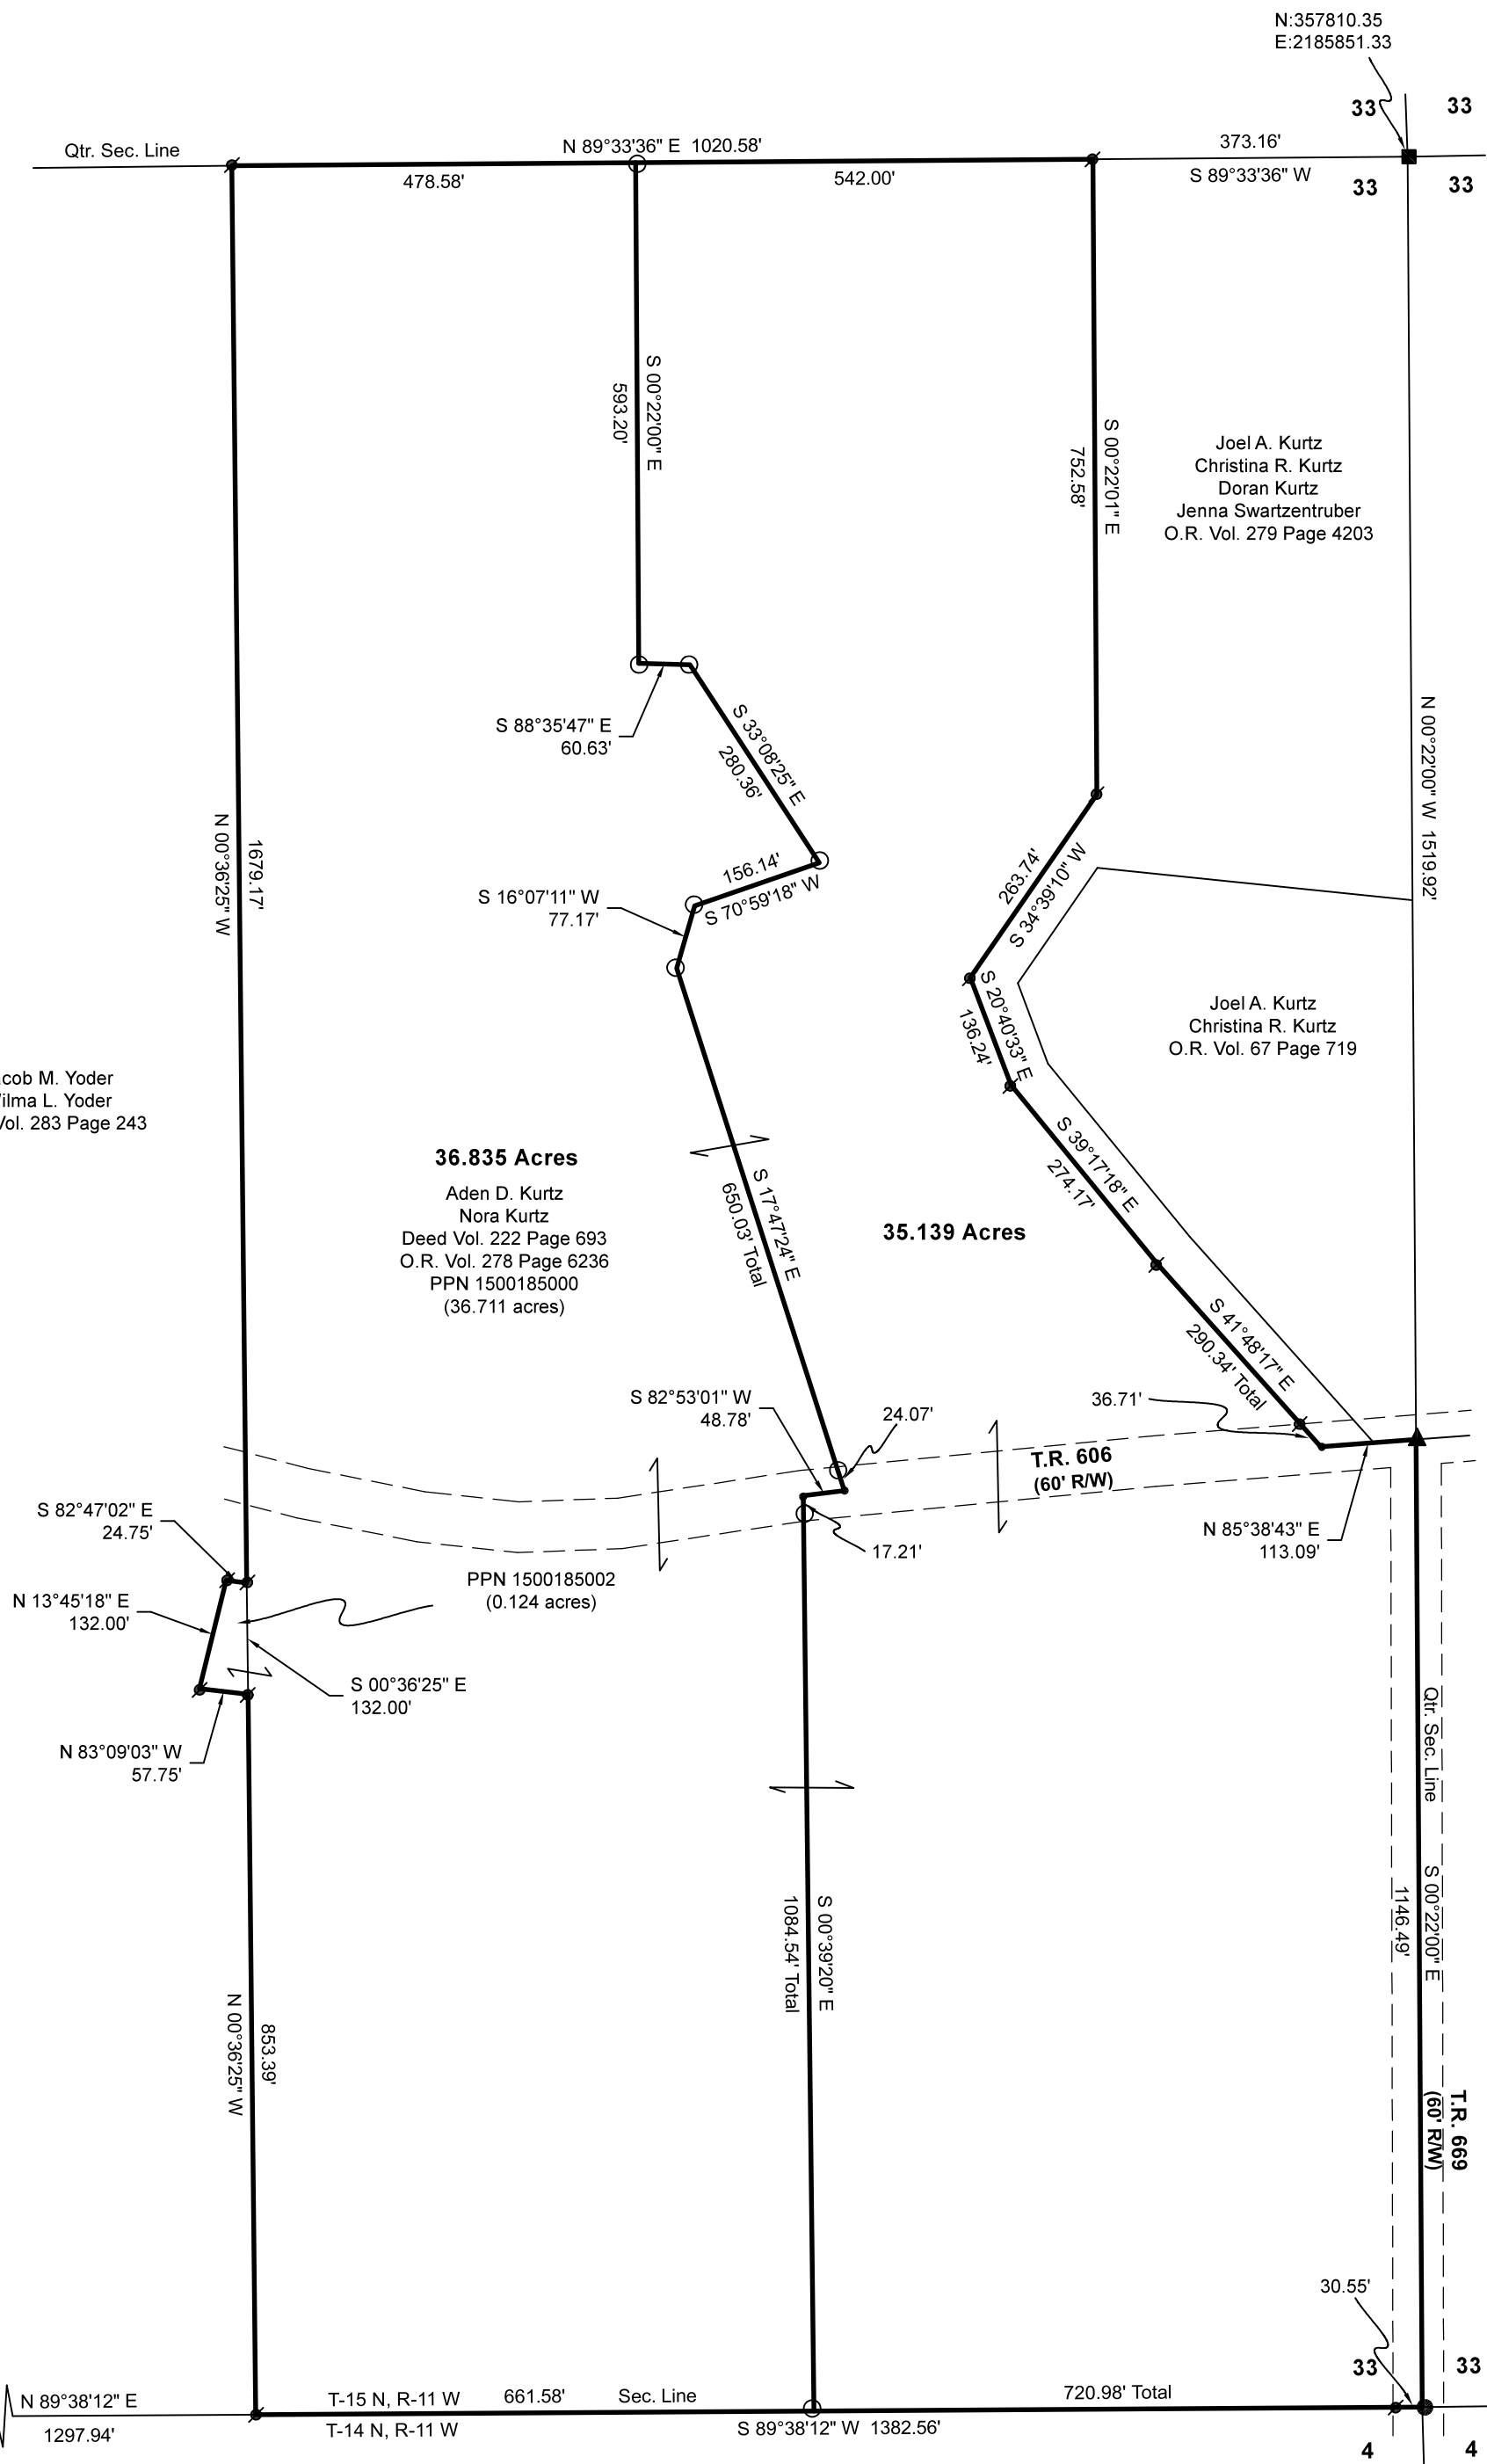 N:357810.35
E:2185851.33
33
33
Qtr. Sec. Line
N 89°33'36" E 1020.58'
373.16'
478.58'
542.00'
S 89°33'36" W
33
33
S 00°22'00" E
593.20'
S 00°22'01" E
752.58'
Joel A. Kurtz
Christina R. Kurtz
Doran Kurtz
Jenna Swartzentruber
O.R. Vol. 279 Page 4203
S 88°35'47" E
60.63'
S 33°08'25" E
280.36'
N 00°22'00" W 1519.92'
N 00°36'25" W
1679.17'
156.14'
S 70°59'18" W
S 16°07'11" W
77.17'
263.74'
S 34°39'10" W
S 20°40'33" E
136.24'
Joel A. Kurtz
Christina R. Kurtz
O.R. Vol. 67 Page 719
cob M. Yoder
ilma L. Yoder
Vol. 283 Page 243
36.835 Acres
Aden D. Kurtz
Nora Kurtz
Deed Vol. 222 Page 693
O.R. Vol. 278 Page 6236
PPN 1500185000
(36.711 acres)
S 17°47'24" E
650.03' Total
35.139 Acres
S 39°17'18" E
274.17'
S 41°48'17" E
290.34' Total
S 82°53'01" W
48.78'
24.07'
36.71'
T.R. 606
(60' R/W)
S 82°47'02" E
24.75'
17.21'
N 85°38'43" E
113.09'
PPN 1500185002
(0.124 acres)
N 13°45'18" E
132.00'
S 00°36'25" E
132.00'
N 83°09'03" W
57.75'
Qtr. Sec. Line
S 00°22'00" E
1146.49'
S 00°39'20" E
1084.54' Total
N 00°36'25" W
853.39'
T.R. 669
(60' R/W)
30.55'
33
33
N 89°38'12" E
1297.94'
T-15 N, R-11 W
661.58'
Sec. Line
720.98' Total
T-14 N, R-11 W
S 89°38'12" W 1382.56'
4
4